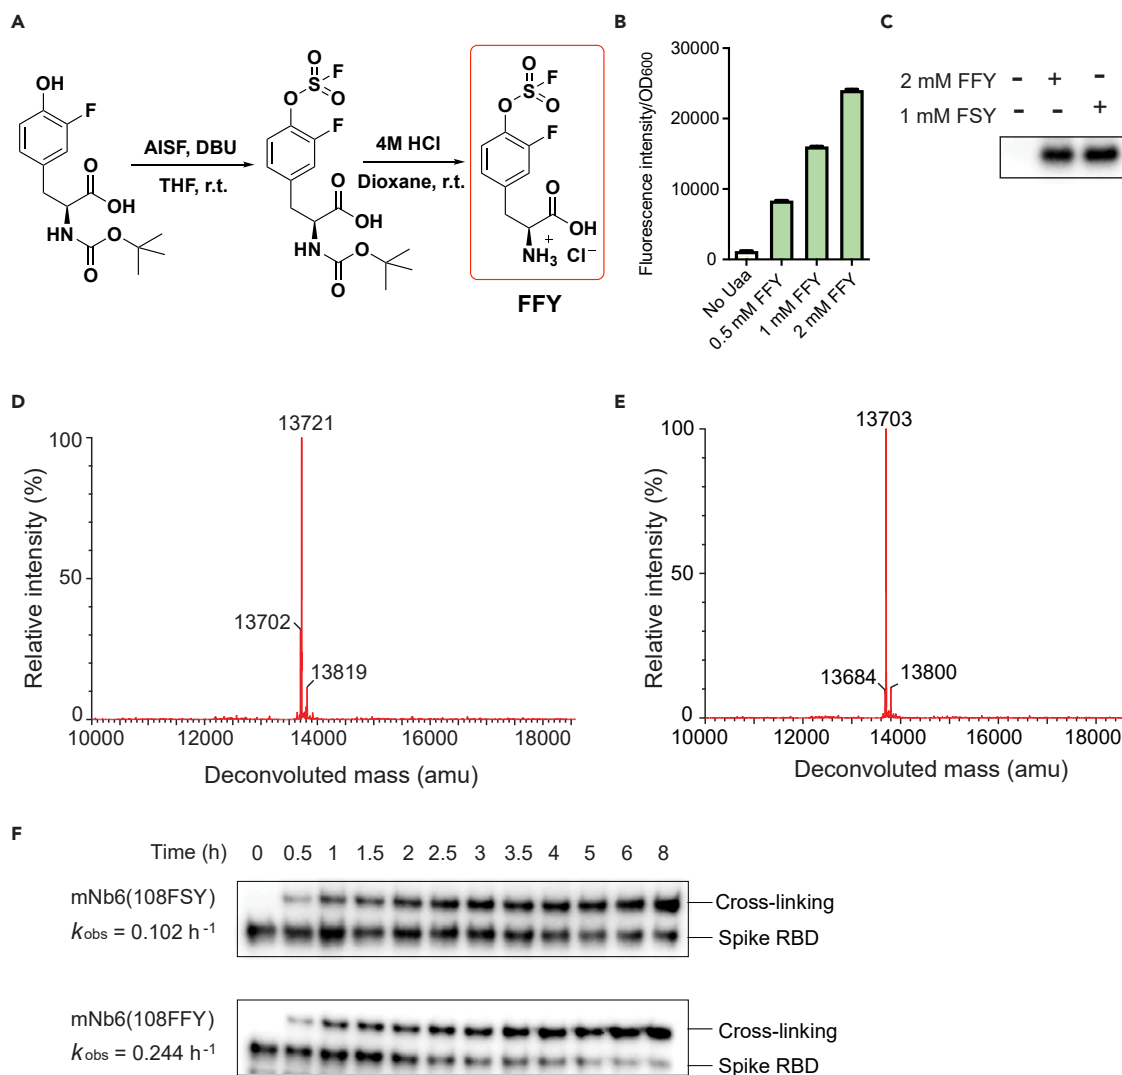 A
OH
F
O
OH
HN
O
O
AISF, DBU
THF, r.t.
O
F
S
O
O
F
O
OH
HN
O
O
4M HCl
Dioxane, r.t.
O
F
S
O
O
F
O
OH
NH3
+
Cl−
FFY
B
Fluorescence intensity/OD600
30000
20000
10000
0
No Uaa
0.5 mM FFY
1 mM FFY
2 mM FFY
C
2 mM FFY - + -
1 mM FSY - - +
D
Relative intensity (%)
100
50
0
13721
13702
13819
10000 12000 14000 16000 18000
Deconvoluted mass (amu)
E
Relative intensity (%)
100
50
0
13703
13684
13800
10000 12000 14000 16000 18000
Deconvoluted mass (amu)
F
Time (h) 0 0.5 1 1.5 2 2.5 3 3.5 4 5 6 8
mNb6(108FSY)
kobs = 0.102 h-1
Cross-linking
Spike RBD
mNb6(108FFY)
kobs = 0.244 h-1
Cross-linking
Spike RBD